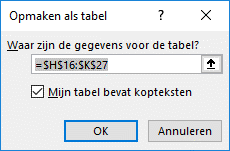 Opmaken als tabel
? ×
Waar zijn de gegevens voor de tabel?
=$H$16:$K$27
Mijn tabel bevat kopteksten
OK
Annuleren